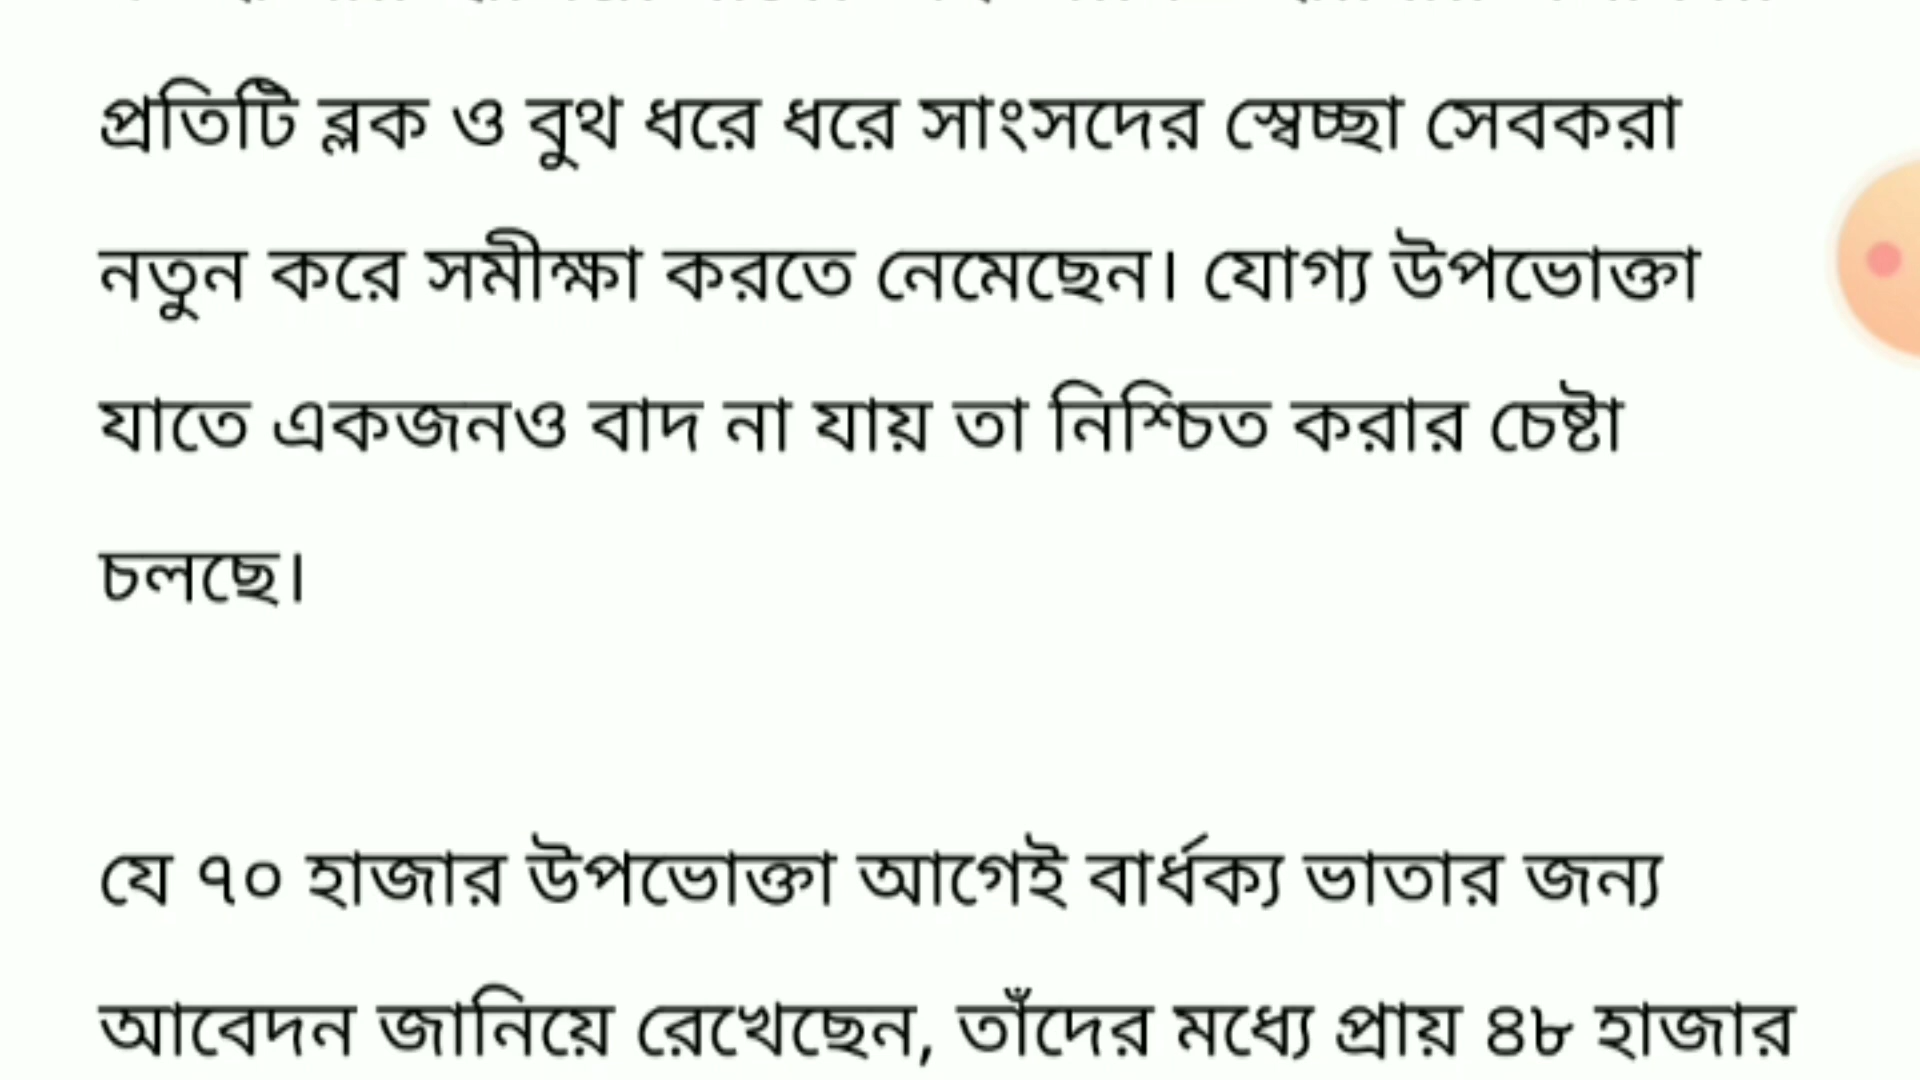 প্রতিটি ব্লক ও বুথ ধরে ধরে সাংসদের স্বেচ্ছা সেবকরা
নতুন করে সমীক্ষা করতে নেমেছেন। যোগ্য উপভোক্তা
যাতে একজনও বাদ না যায় তা নিশ্চিত করার চেষ্টা
চলছে।
যে ৭০ হাজার উপভোক্তা আগেই বার্ধক্য ভাতার জন্য
আবেদন জানিয়ে রেখেছেন, তাঁদের মধ্যে প্রায় ৪৮ হাজার